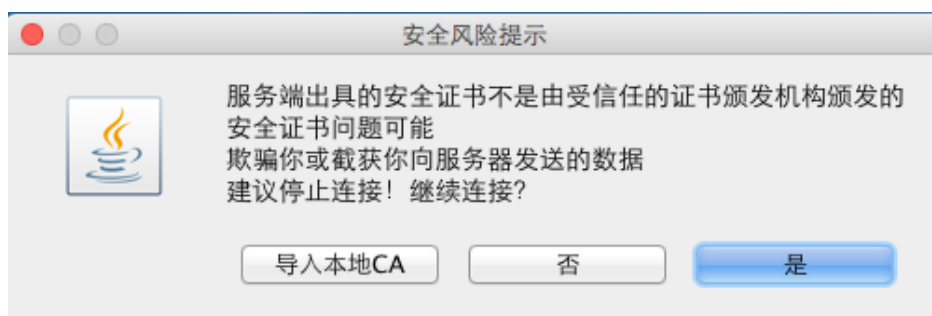 安全风险提示
服务端出具的安全证书不是由受信任的证书颁发机构颁发的
安全证书问题可能
欺骗你或截获你向服务器发送的数据
建议停止连接！继续连接？
导入本地CA
否
是